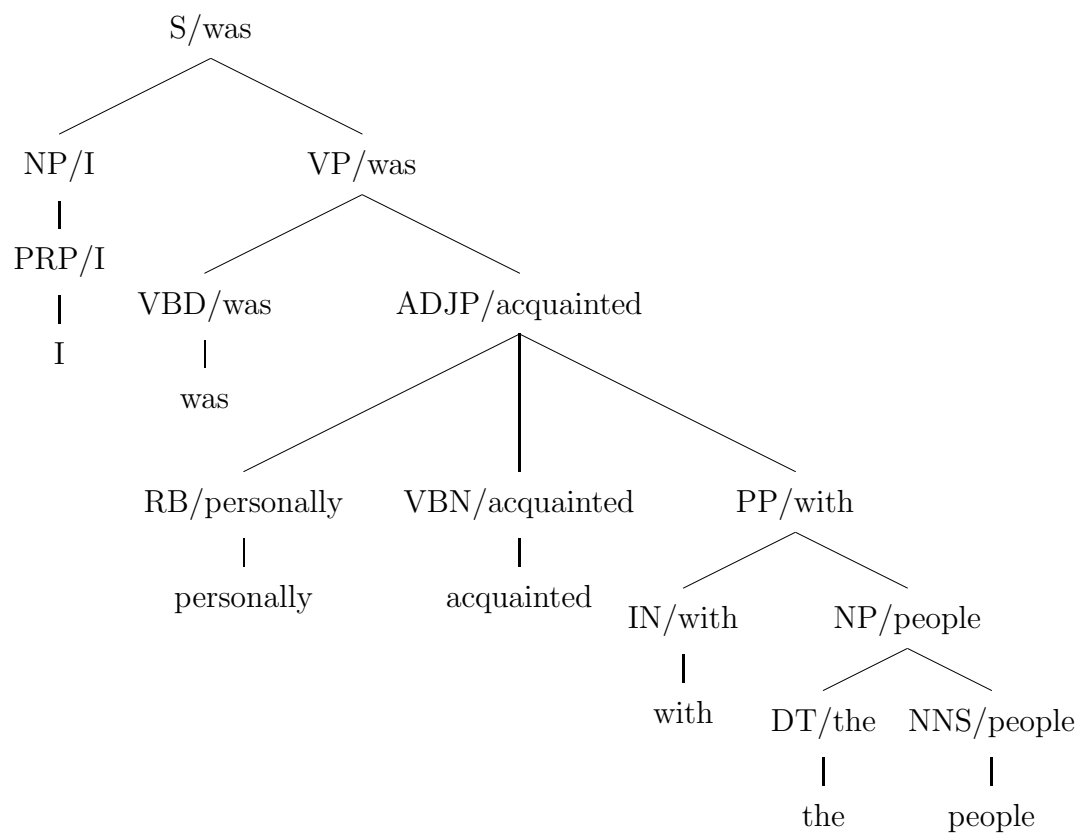 S/was
NP/I VP/was
PRP/I
VBD/was ADJP/acquainted
I
was
RB/personally VBN/acquainted PP/with
personally acquainted
IN/with NP/people
with DT/the NNS/people
the people